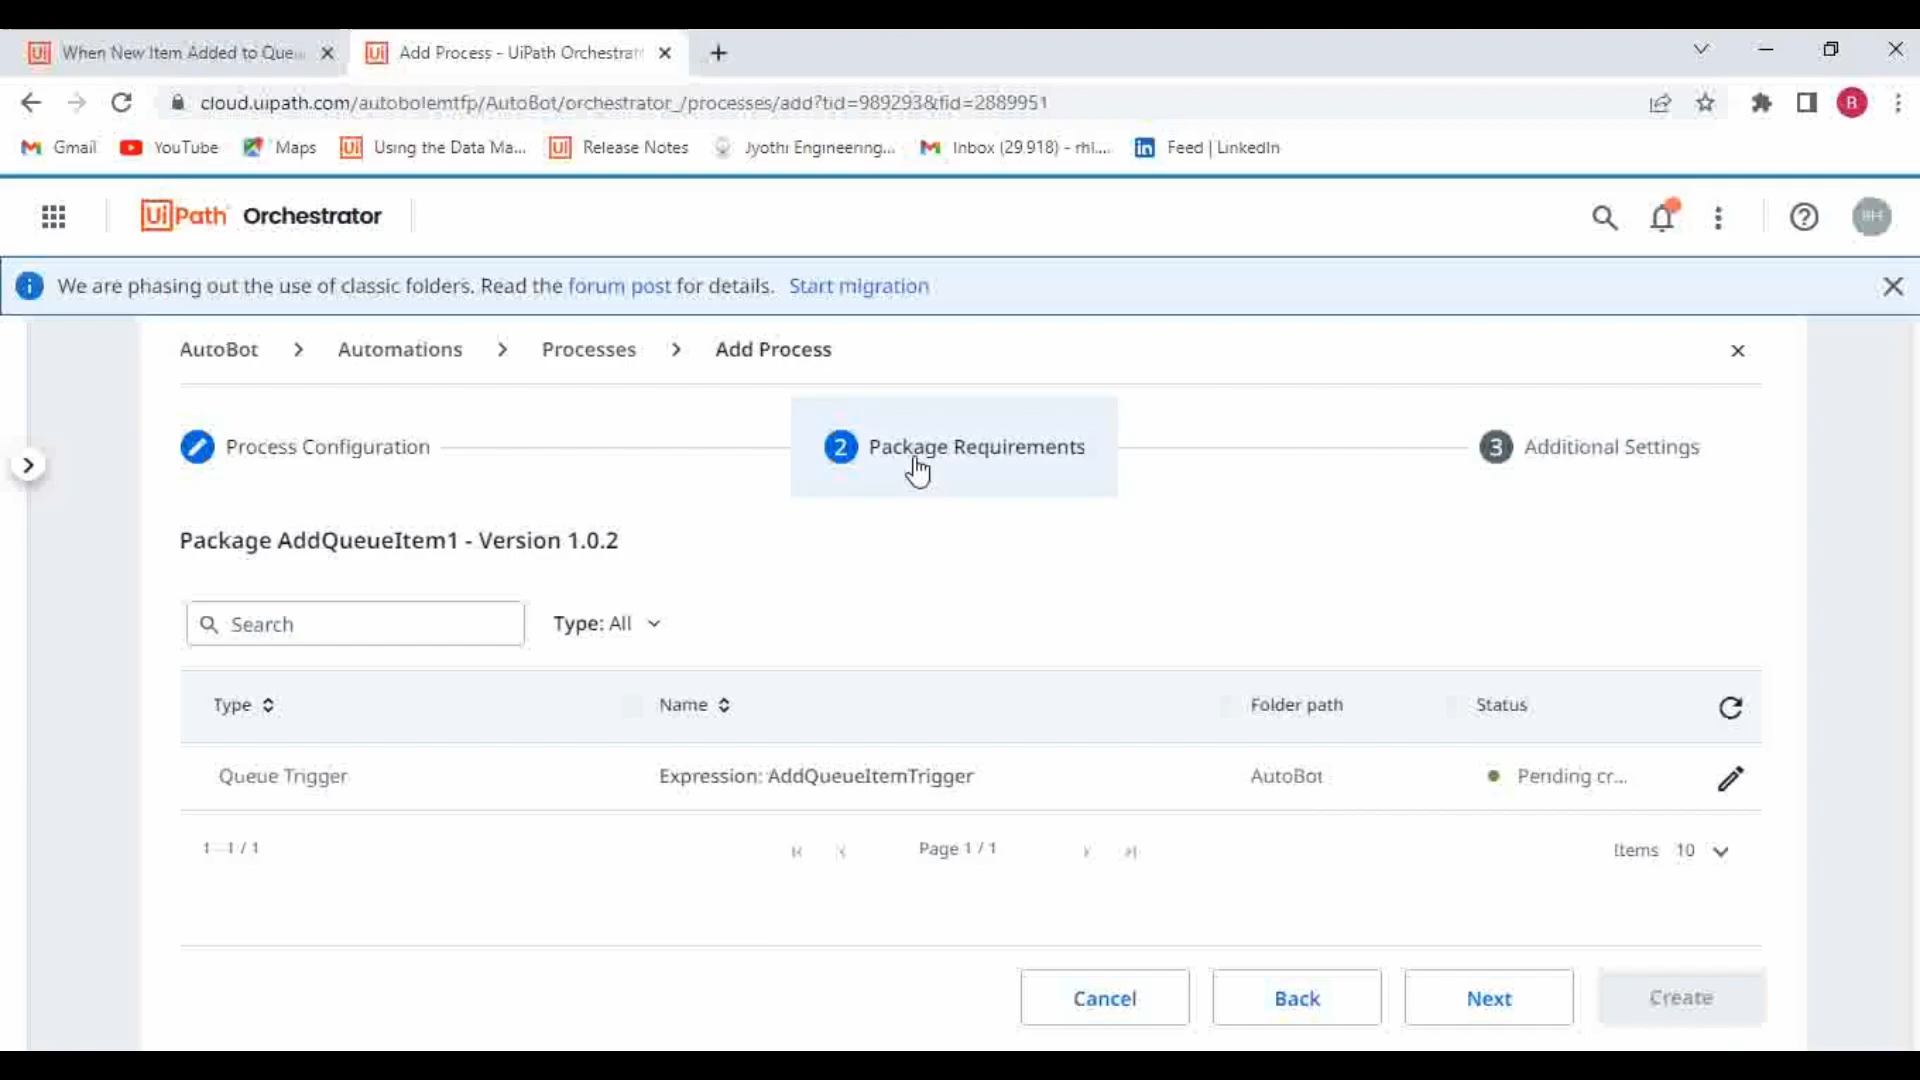 When New Item Added to Que...
Add Process - UiPath Orchestrat
cloud.uipath.com/autobolemtfp/AutoBot/orchestrator_/processes/add?tid=989293&fid=2889951
B
Gmail YouTube Maps Using the Data Ma... Release Notes Jyothi Engineering... Inbox (29,918) - rhl.... Feed | LinkedIn
UiPath Orchestrator
We are phasing out the use of classic folders. Read the forum post for details. Start migration
AutoBot > Automations > Processes > Add Process
Process Configuration
2 Package Requirements
3 Additional Settings
Package AddQueueItem1 - Version 1.0.2
Search
Type: All
Type Name Folder path Status
Queue Trigger Expression: AddQueueItemTrigger AutoBot Pending cr...
1 - 1 / 1 Page 1 / 1 Items 10
Cancel Back Next Create